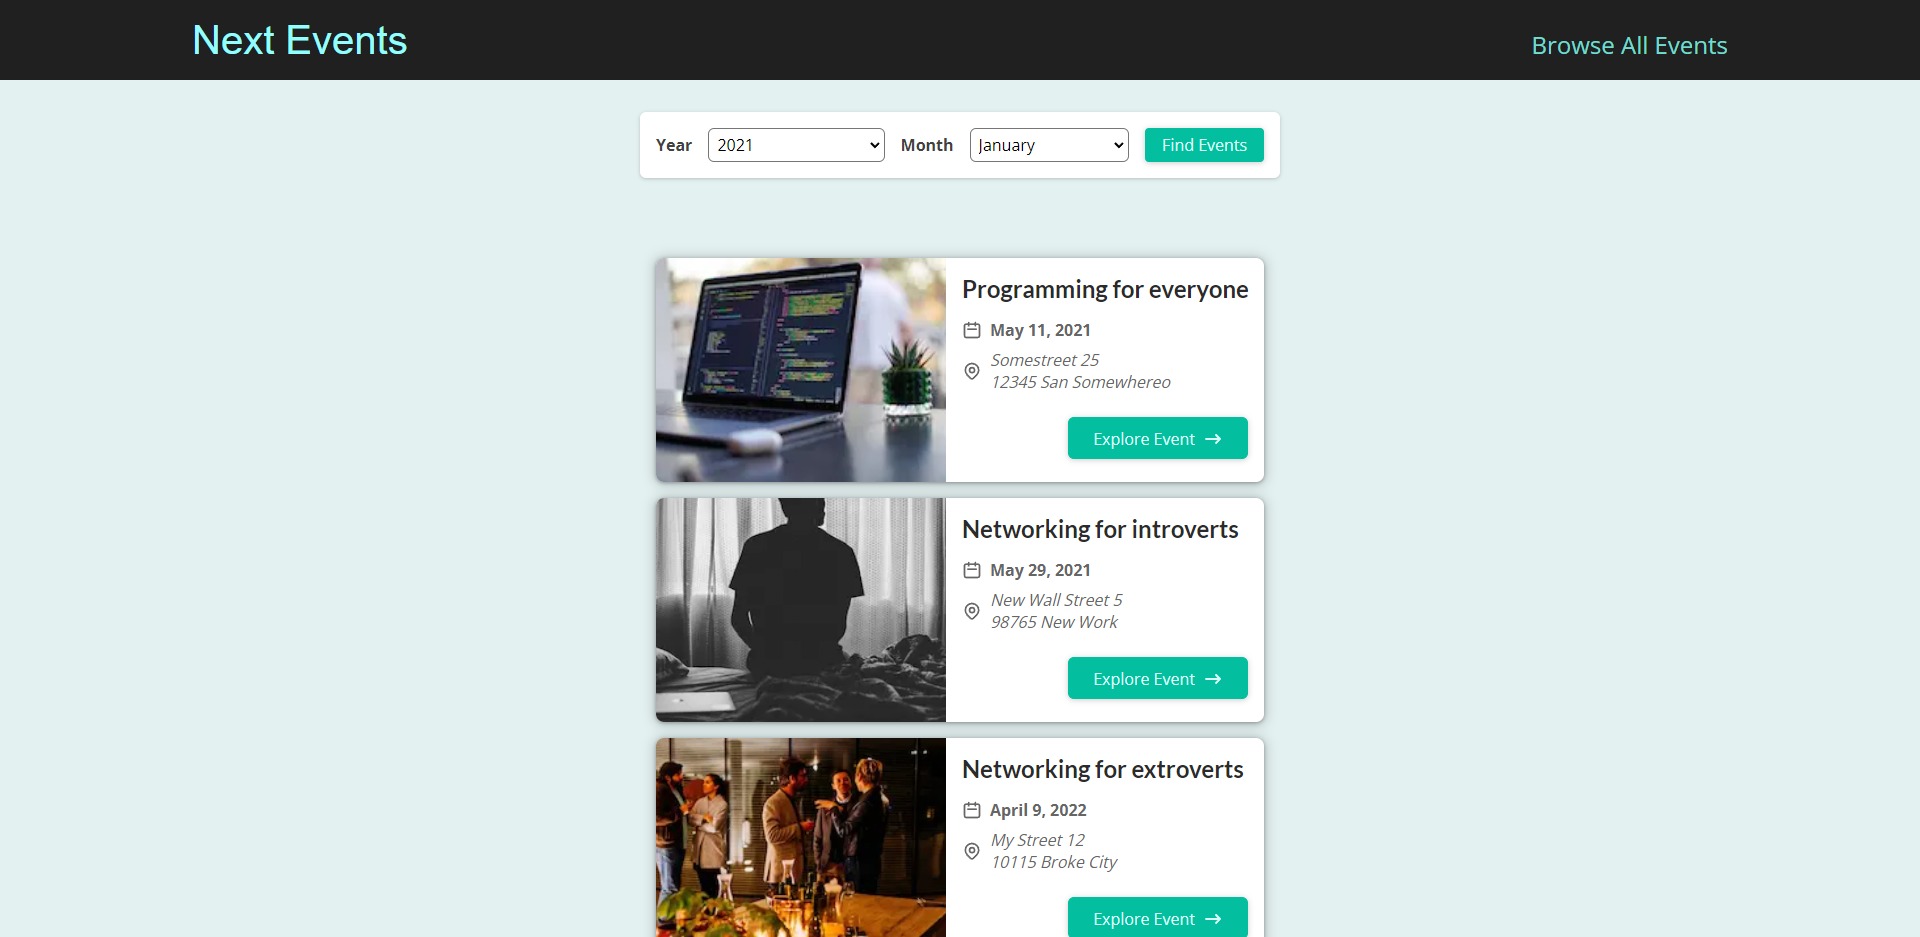 Next Events
Browse All Events
Year 2021 Month January Find Events
Programming for everyone
May 11, 2021
Somestreet 25
12345 San Somewhereo
Explore Event
Networking for introverts
May 29, 2021
New Wall Street 5
98765 New Work
Explore Event
Networking for extroverts
April 9, 2022
My Street 12
10115 Broke City
Explore Event